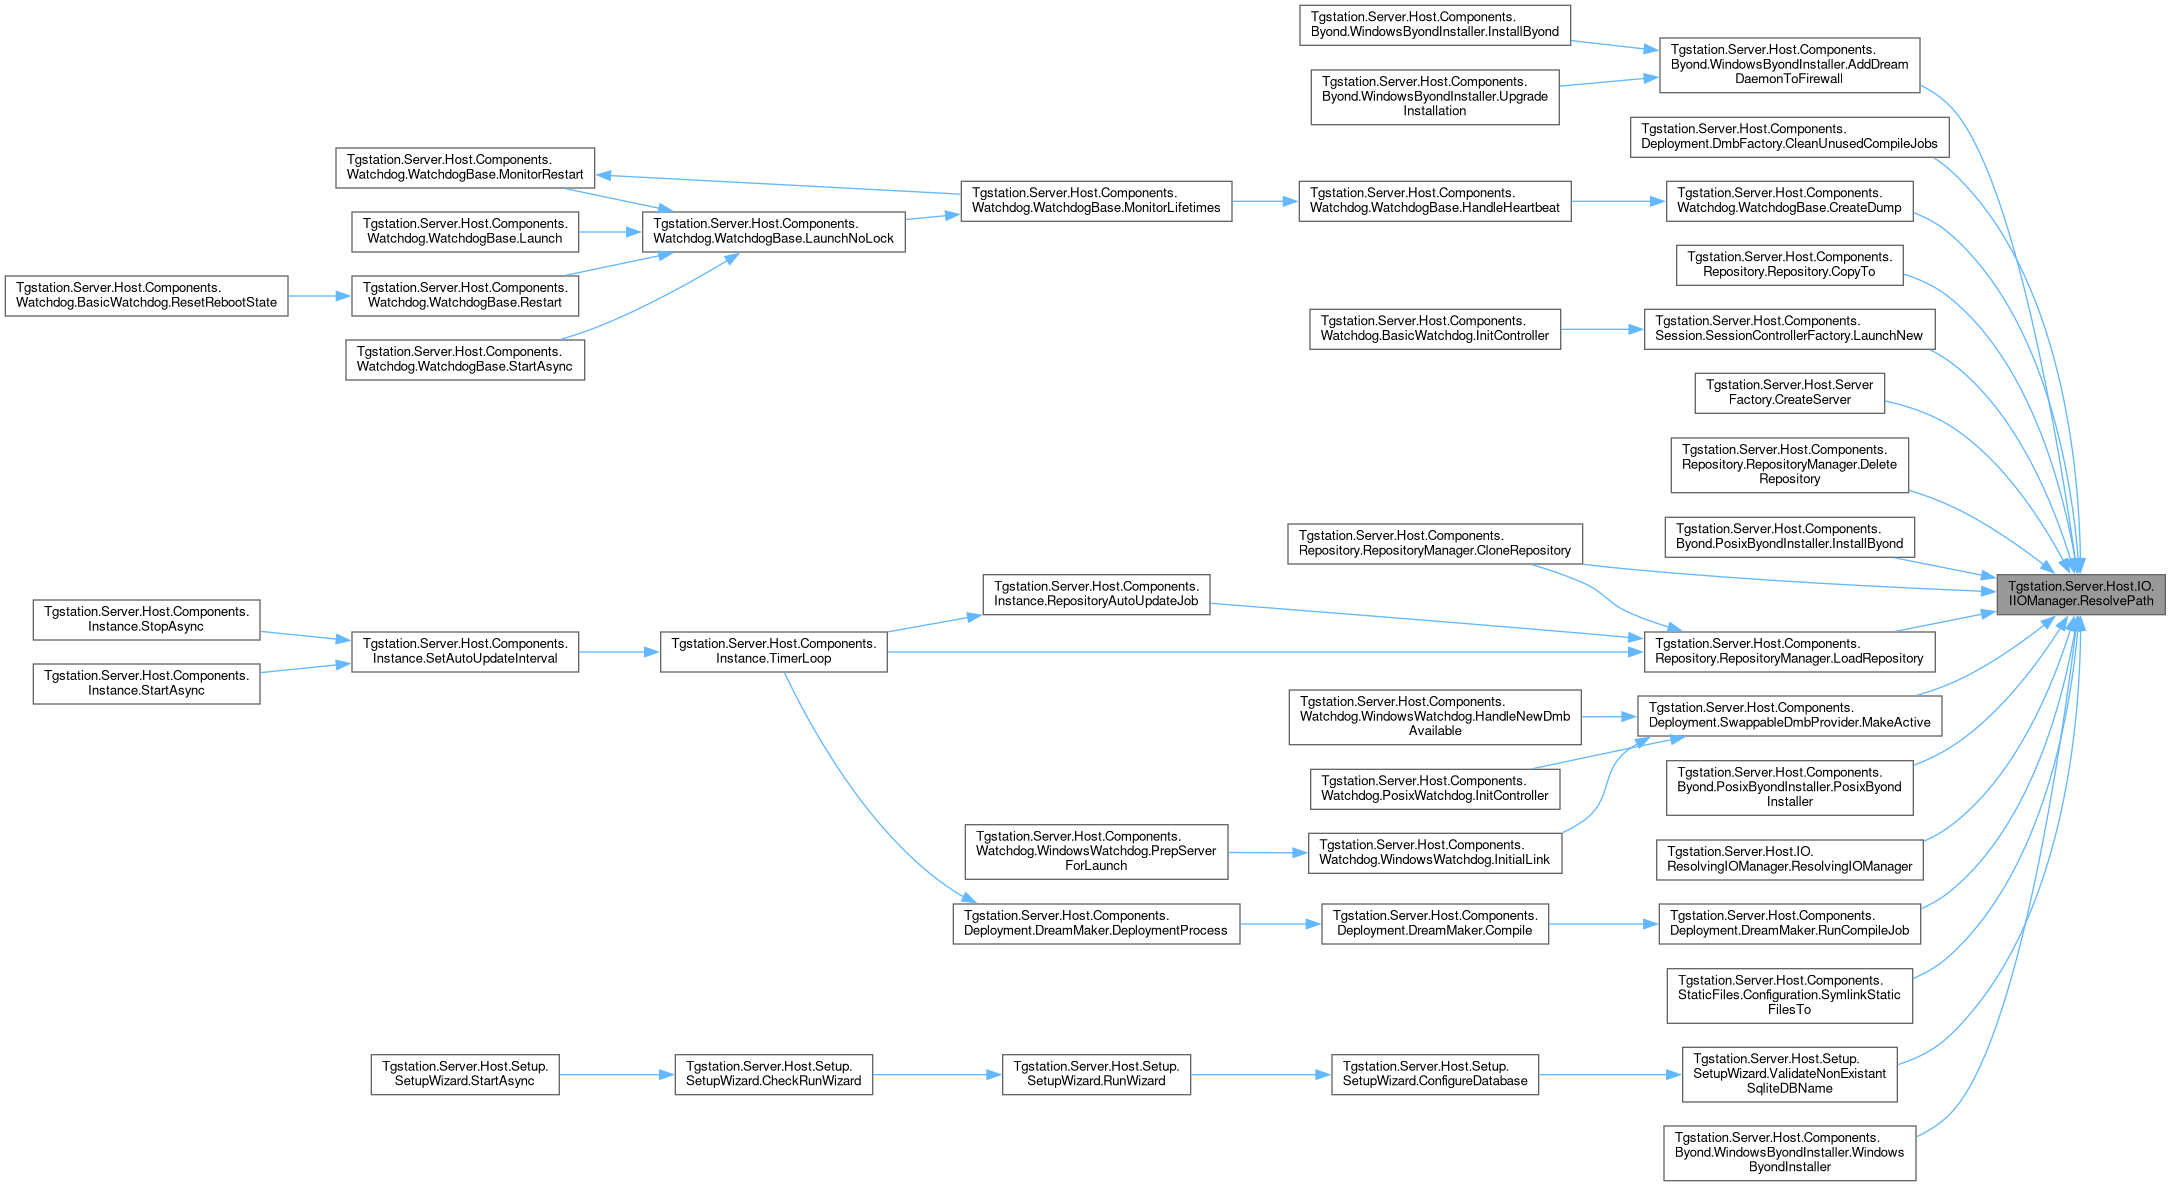 Tgstation.Server.Host.Components.
Byond.WindowsByondInstaller.InstallByond
Tgstation.Server.Host.Components.
Byond.WindowsByondInstaller.AddDream
DaemonToFirewall
Tgstation.Server.Host.Components.
Byond.WindowsByondInstaller.Upgrade
Installation
Tgstation.Server.Host.Components.
Deployment.DmbFactory.CleanUnusedCompileJobs
Tgstation.Server.Host.Components.
Watchdog.WatchdogBase.MonitorRestart
Tgstation.Server.Host.Components.
Watchdog.WatchdogBase.MonitorLifetimes
Tgstation.Server.Host.Components.
Watchdog.WatchdogBase.HandleHeartbeat
Tgstation.Server.Host.Components.
Watchdog.WatchdogBase.CreateDump
Tgstation.Server.Host.Components.
Watchdog.WatchdogBase.Launch
Tgstation.Server.Host.Components.
Watchdog.WatchdogBase.LaunchNoLock
Tgstation.Server.Host.Components.
Repository.Repository.CopyTo
Tgstation.Server.Host.Components.
Watchdog.BasicWatchdog.ResetRebootState
Tgstation.Server.Host.Components.
Watchdog.WatchdogBase.Restart
Tgstation.Server.Host.Components.
Watchdog.BasicWatchdog.InitController
Tgstation.Server.Host.Components.
Session.SessionControllerFactory.LaunchNew
Tgstation.Server.Host.Components.
Watchdog.WatchdogBase.StartAsync
Tgstation.Server.Host.Server
Factory.CreateServer
Tgstation.Server.Host.Components.
Repository.RepositoryManager.Delete
Repository
Tgstation.Server.Host.Components.
Repository.RepositoryManager.CloneRepository
Tgstation.Server.Host.Components.
Byond.PosixByondInstaller.InstallByond
Tgstation.Server.Host.IO.
IIOManager.ResolvePath
Tgstation.Server.Host.Components.
Instance.RepositoryAutoUpdateJob
Tgstation.Server.Host.Components.
Instance.StopAsync
Tgstation.Server.Host.Components.
Instance.SetAutoUpdateInterval
Tgstation.Server.Host.Components.
Instance.TimerLoop
Tgstation.Server.Host.Components.
Repository.RepositoryManager.LoadRepository
Tgstation.Server.Host.Components.
Instance.StartAsync
Tgstation.Server.Host.Components.
Watchdog.WindowsWatchdog.HandleNewDmb
Available
Tgstation.Server.Host.Components.
Deployment.SwappableDmbProvider.MakeActive
Tgstation.Server.Host.Components.
Watchdog.PosixWatchdog.InitController
Tgstation.Server.Host.Components.
Byond.PosixByondInstaller.PosixByond
Installer
Tgstation.Server.Host.Components.
Watchdog.WindowsWatchdog.PrepServer
ForLaunch
Tgstation.Server.Host.Components.
Watchdog.WindowsWatchdog.InitialLink
Tgstation.Server.Host.IO.
ResolvingIOManager.ResolvingIOManager
Tgstation.Server.Host.Components.
Deployment.DreamMaker.DeploymentProcess
Tgstation.Server.Host.Components.
Deployment.DreamMaker.Compile
Tgstation.Server.Host.Components.
Deployment.DreamMaker.RunCompileJob
Tgstation.Server.Host.Components.
StaticFiles.Configuration.SymlinkStatic
FilesTo
Tgstation.Server.Host.Setup.
SetupWizard.StartAsync
Tgstation.Server.Host.Setup.
SetupWizard.CheckRunWizard
Tgstation.Server.Host.Setup.
SetupWizard.RunWizard
Tgstation.Server.Host.Setup.
SetupWizard.ConfigureDatabase
Tgstation.Server.Host.Setup.
SetupWizard.ValidateNonExistant
SqliteDBName
Tgstation.Server.Host.Components.
Byond.WindowsByondInstaller.Windows
ByondInstaller